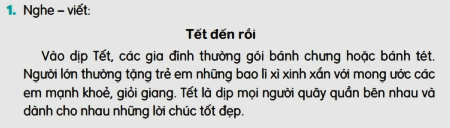 1. Nghe – viết:
Tết đến rồi
Vào dịp Tết, các gia đình thường gói bánh chưng hoặc bánh tét.
Người lớn thường tặng trẻ em những bao lì xì xinh xắn với mong ước các
em mạnh khoẻ, giỏi giang. Tết là dịp mọi người quây quần bên nhau và
dành cho nhau những lời chúc tốt đẹp.